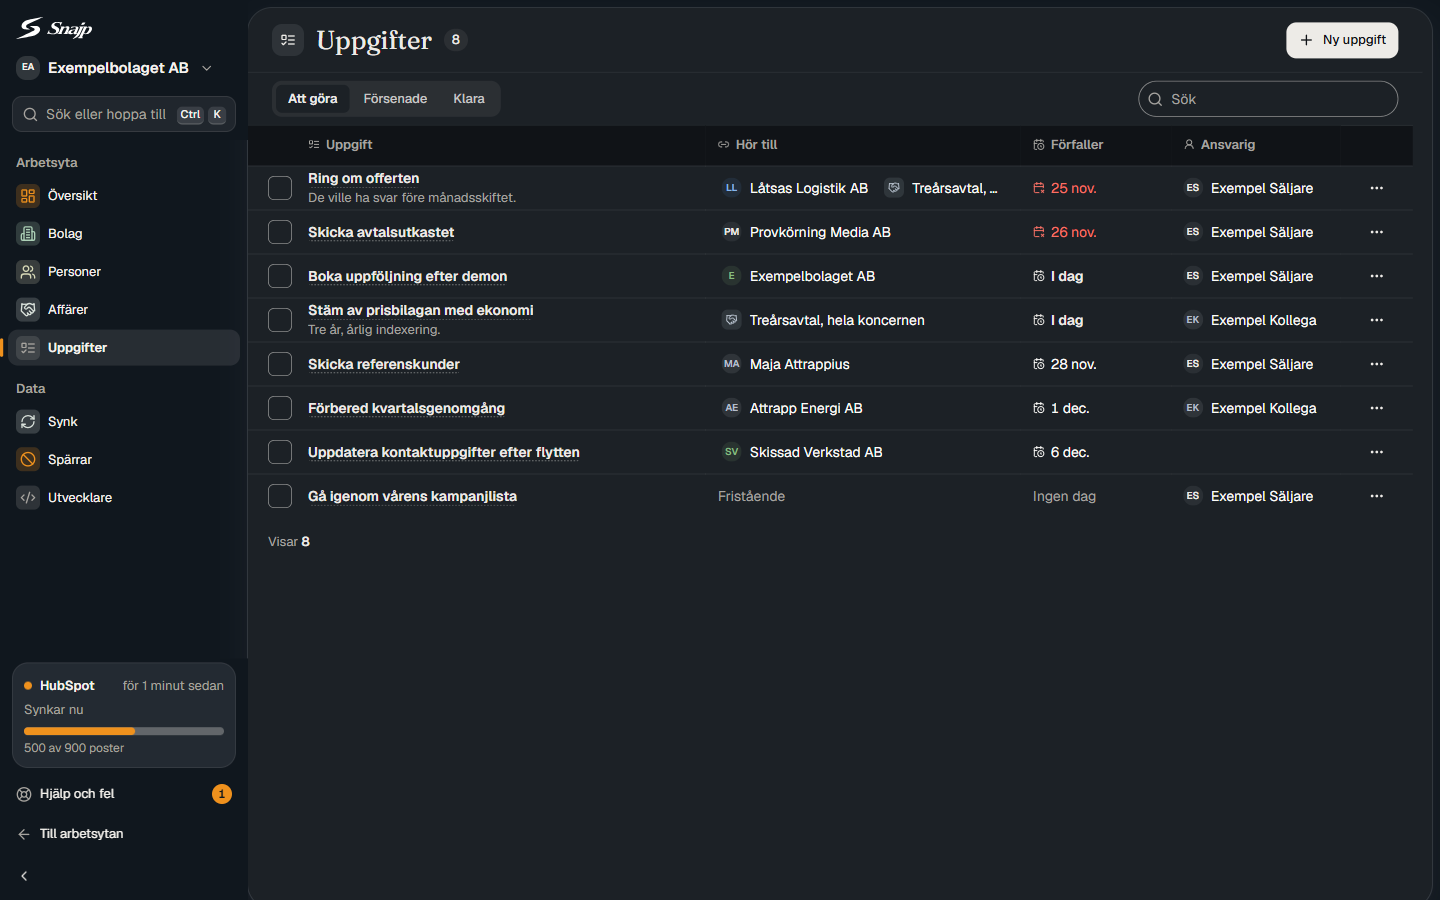 Snajp
EA Exempelbolaget AB
Sök eller hoppa till Ctrl K
Arbetsyta
Översikt
Bolag
Personer
Affärer
Uppgifter
Data
Synk
Spärrar
Utvecklare
HubSpot för 1 minut sedan
Synkar nu
500 av 900 poster
Hjälp och fel 1
Till arbetsytan
Uppgifter 8
Ny uppgift
Att göra Försenade Klara
Sök
Uppgift Hör till Förfaller Ansvarig
Ring om offerten
De ville ha svar före månadsskiftet.
LL Låtsas Logistik AB Treårsavtal, ... 25 nov. ES Exempel Säljare
Skicka avtalsutkastet PM Provkörning Media AB 26 nov. ES Exempel Säljare
Boka uppföljning efter demon E Exempelbolaget AB I dag ES Exempel Säljare
Stäm av prisbilagan med ekonomi
Tre år, årlig indexering.
Treårsavtal, hela koncernen I dag EK Exempel Kollega
Skicka referenskunder MA Maja Attrappius 28 nov. ES Exempel Säljare
Förbered kvartalsgenomgång AE Attrapp Energi AB 1 dec. EK Exempel Kollega
Uppdatera kontaktuppgifter efter flytten SV Skissad Verkstad AB 6 dec.
Gå igenom vårens kampanjlista Fristående Ingen dag ES Exempel Säljare
Visar 8